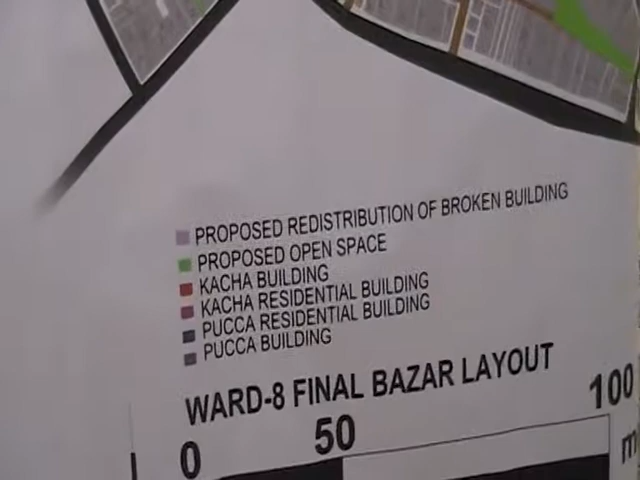 PROPOSED REDISTRIBUTION OF BROKEN BUILDING
PROPOSED OPEN SPACE
KACHA BUILDING
KACHA RESIDENTIAL BUILDING
PUCCA RESIDENTIAL BUILDING
PUCCA BUILDING
WARD-8 FINAL BAZAR LAYOUT
0 50 100
m